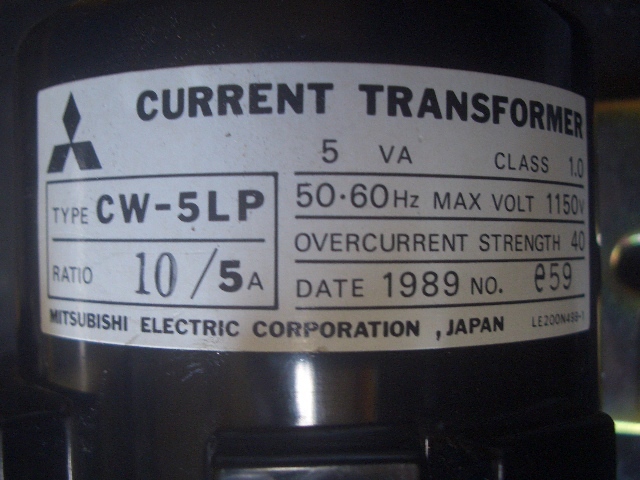 CURRENT TRANSFORMER
5 VA CLASS 1.0
TYPE CW-5LP
50·60Hz MAX VOLT 1150V
OVERCURRENT STRENGTH 40
RATIO 10/5A
DATE 1989 NO. e59
MITSUBISHI ELECTRIC CORPORATION , JAPAN